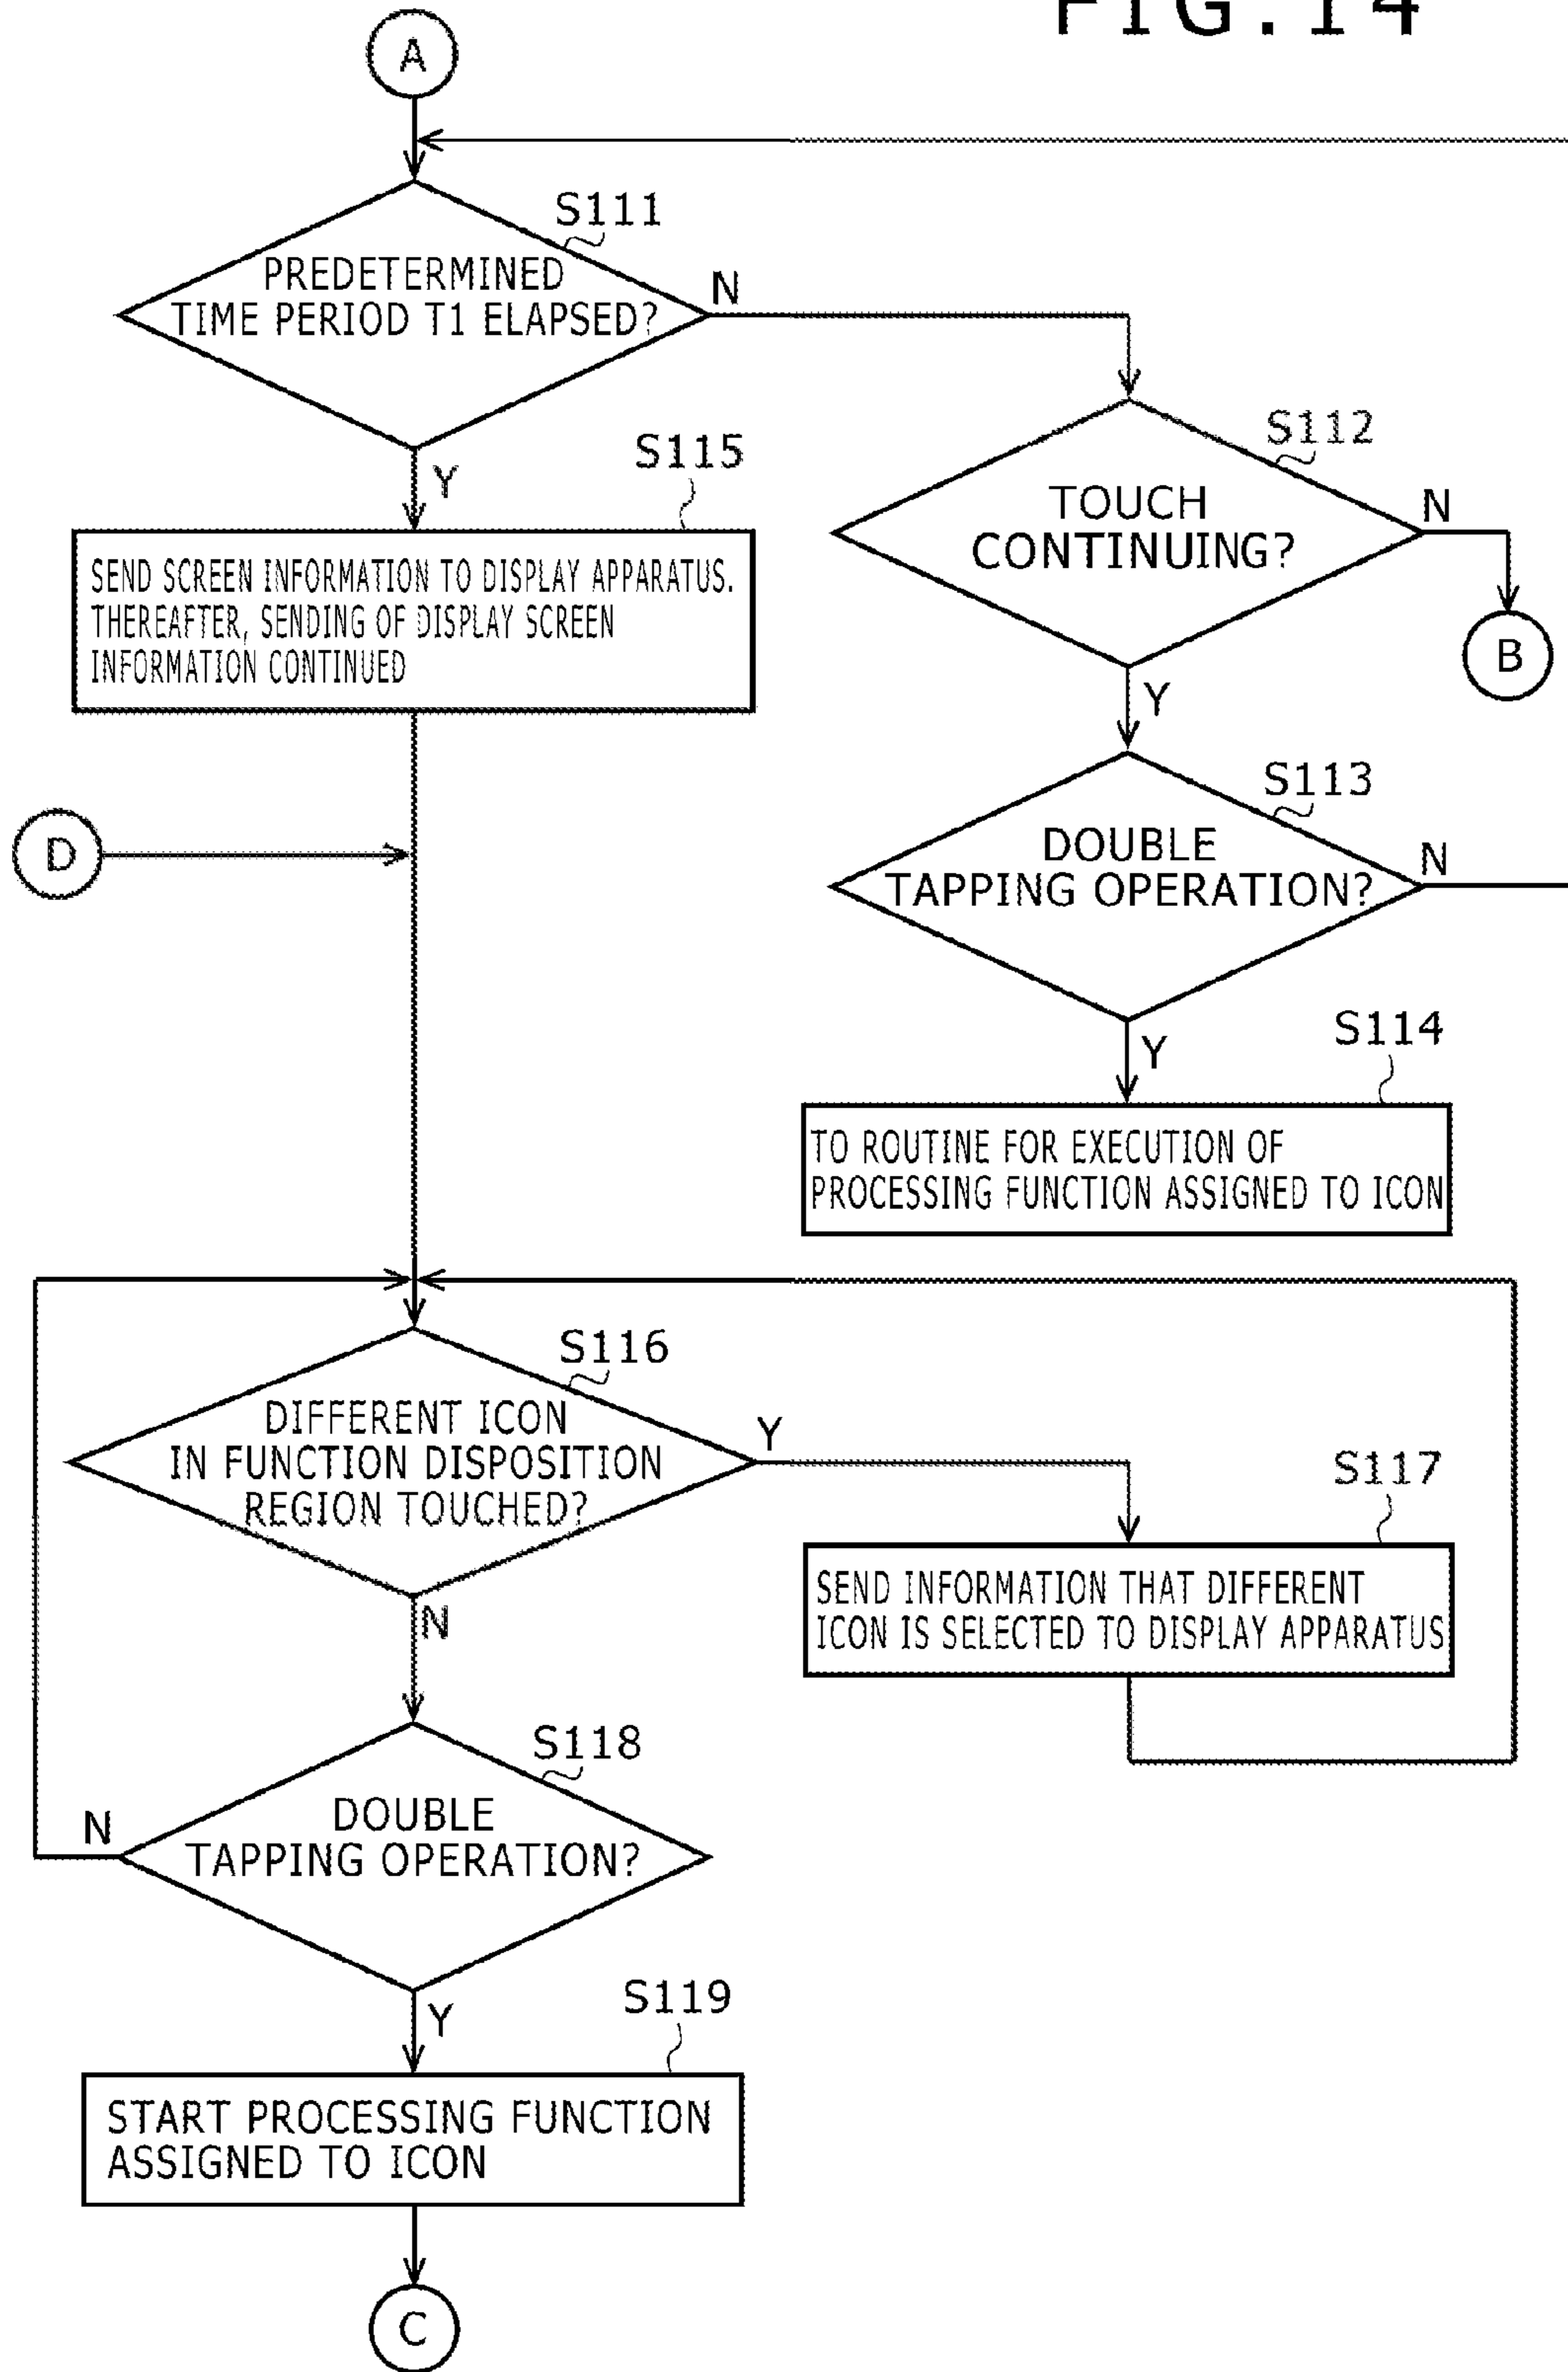 FIG.14
A
S111
PREDETERMINED
TIME PERIOD T1 ELAPSED?
N
Y
S112
TOUCH
CONTINUING?
N
B
Y
S115
SEND SCREEN INFORMATION TO DISPLAY APPARATUS.
THEREAFTER, SENDING OF DISPLAY SCREEN
INFORMATION CONTINUED
S113
DOUBLE
TAPPING OPERATION?
N
Y
D
S114
TO ROUTINE FOR EXECUTION OF
PROCESSING FUNCTION ASSIGNED TO ICON
S116
DIFFERENT ICON
IN FUNCTION DISPOSITION
REGION TOUCHED?
Y
N
S117
SEND INFORMATION THAT DIFFERENT
ICON IS SELECTED TO DISPLAY APPARATUS
S118
DOUBLE
TAPPING OPERATION?
N
Y
S119
START PROCESSING FUNCTION
ASSIGNED TO ICON
C